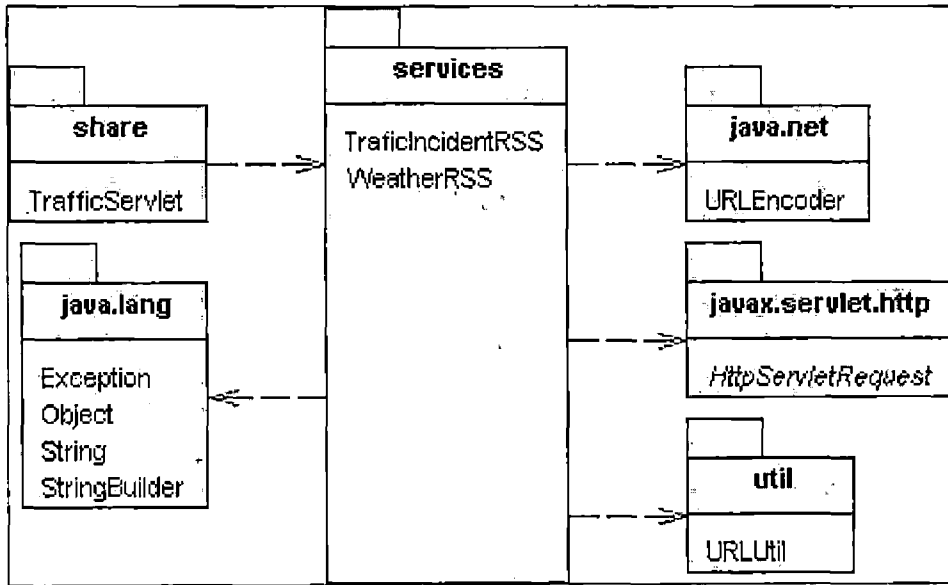 services
TraficIncidentRSS
WeatherRSS
share
TrafficServlet
java.lang
Exception
Object
String
StringBuilder
java.net
URLEncoder
javax.servlet.http
HttpServletRequest
util
URLUtil